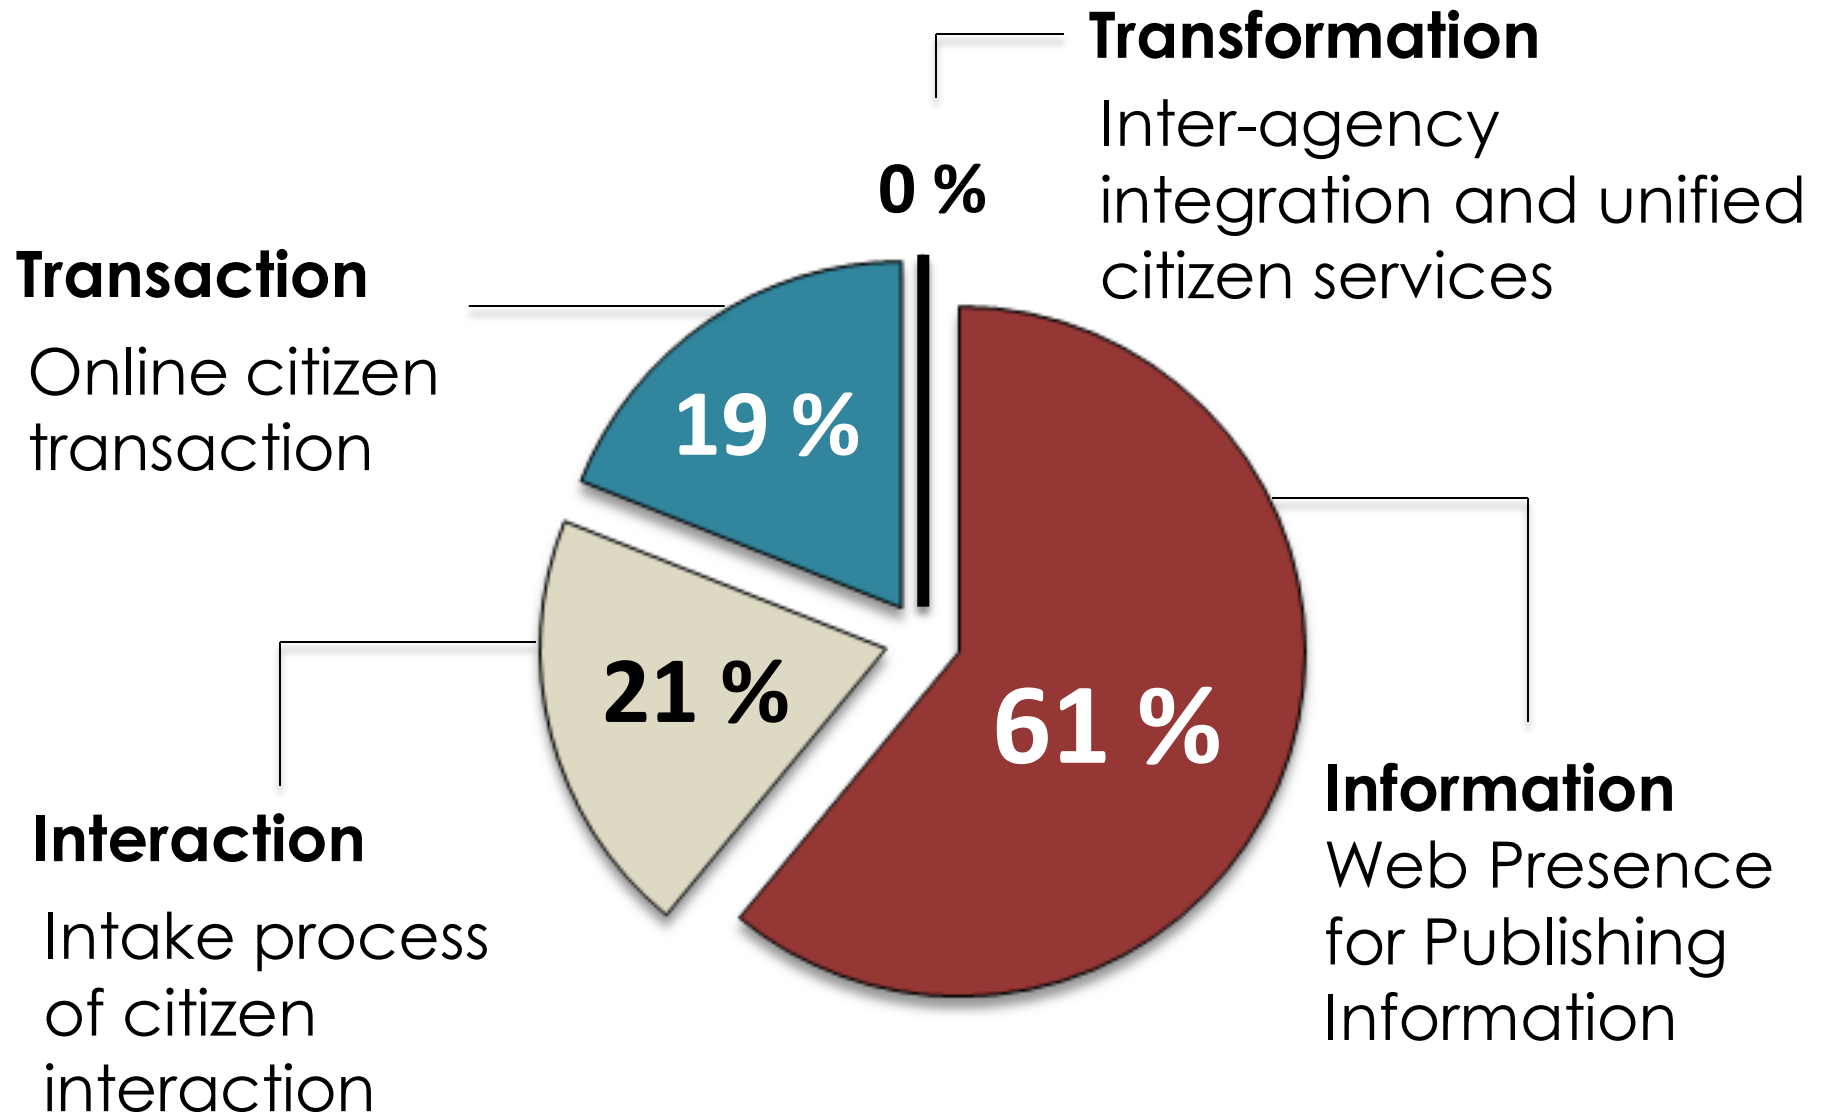 Transformation
Inter-agency
integration and unified
citizen services
0 %
Transaction
Online citizen
transaction
19 %
21 %
61 %
Interaction
Intake process
of citizen
interaction
Information
Web Presence
for Publishing
Information